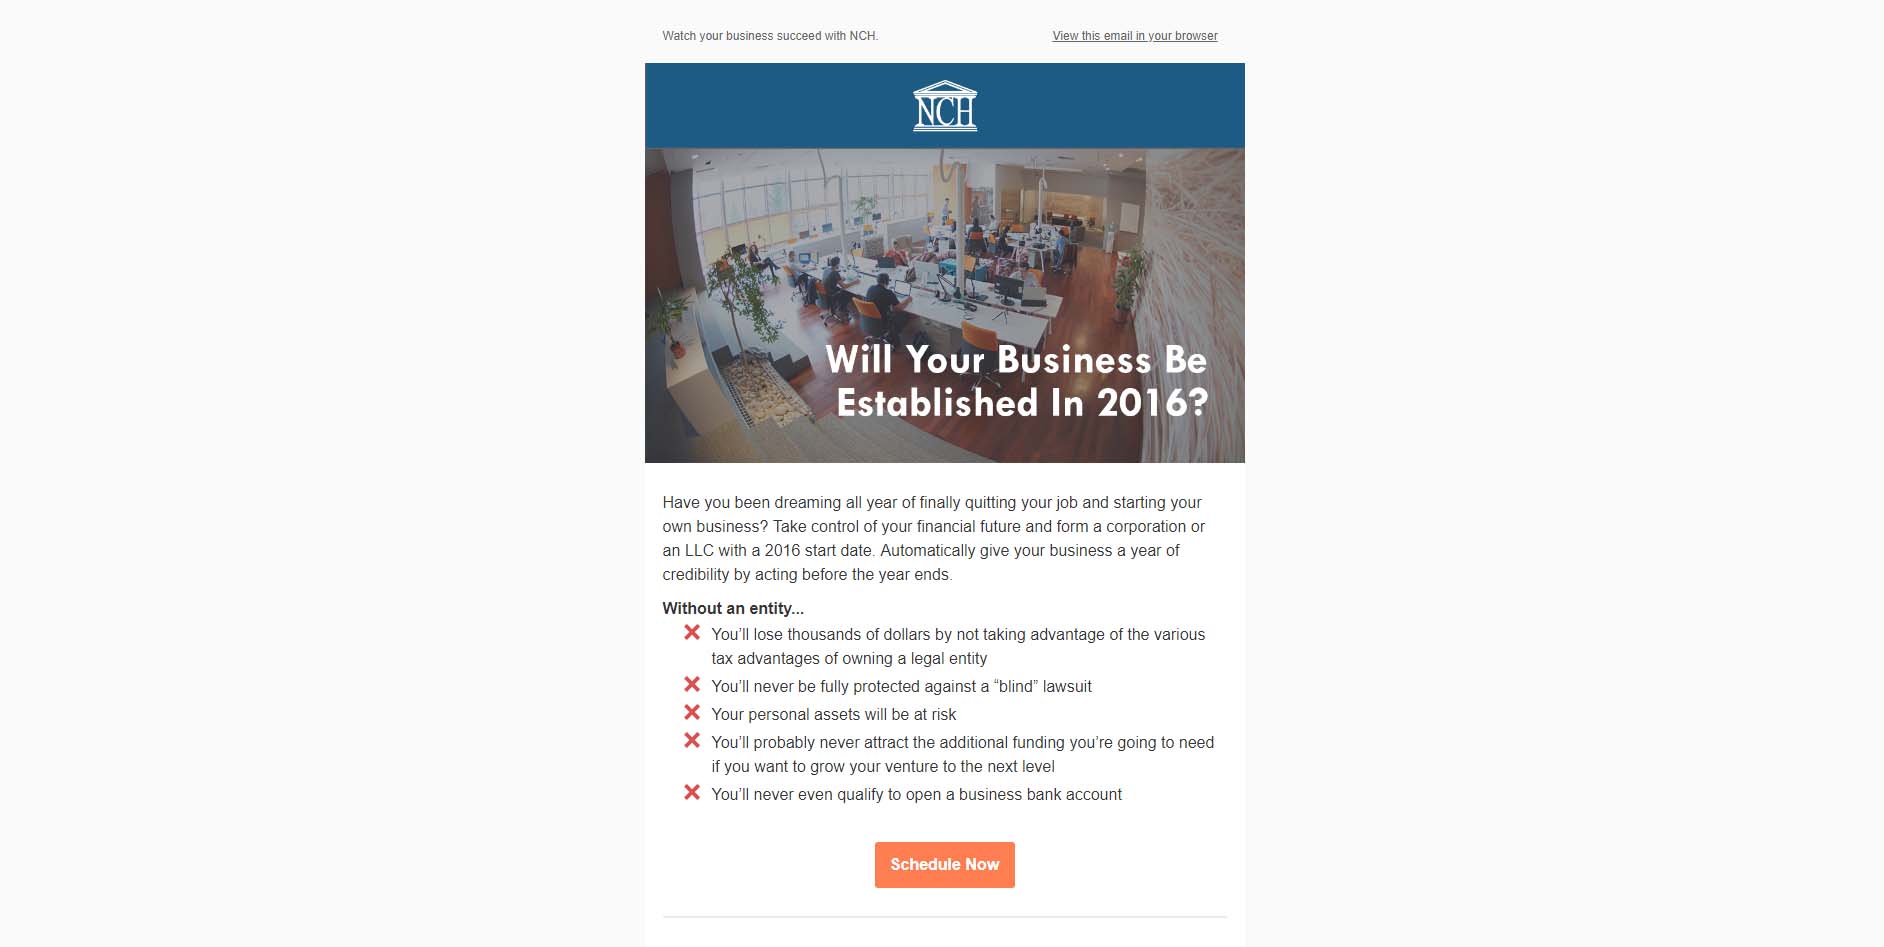 Watch your business succeed with NCH.
View this email in your browser
NCH
Will Your Business Be
Established In 2016?
Have you been dreaming all year of finally quitting your job and starting your
own business? Take control of your financial future and form a corporation or
an LLC with a 2016 start date. Automatically give your business a year of
credibility by acting before the year ends.
Without an entity...
You’ll lose thousands of dollars by not taking advantage of the various
tax advantages of owning a legal entity
You’ll never be fully protected against a “blind” lawsuit
Your personal assets will be at risk
You’ll probably never attract the additional funding you’re going to need
if you want to grow your venture to the next level
You’ll never even qualify to open a business bank account
Schedule Now